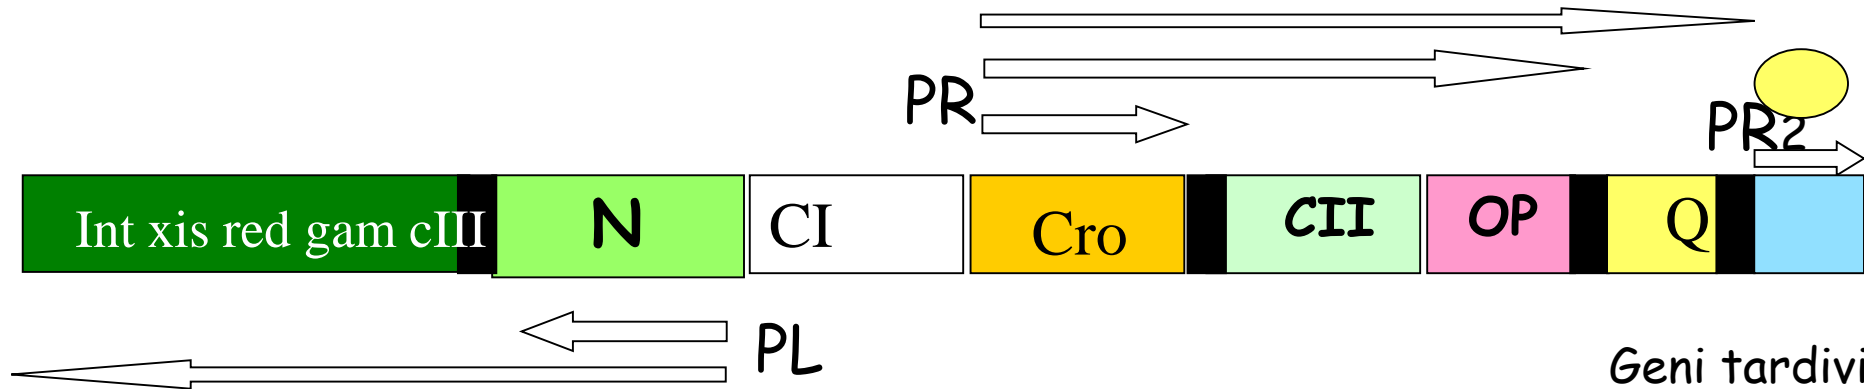 PR
PR2
Int xis red gam cIII N CI Cro CII OP Q
PL
Geni tardivi